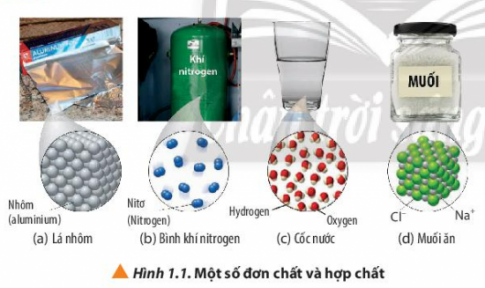 ALUMINIUM
Khí
nitrogen
MUỐI
chân trời sáng
Nhôm
(aluminium)
Nitơ
(Nitrogen)
Hydrogen
Oxygen
Cl⁻
Na⁺
(a) Lá nhôm
(b) Bình khí nitrogen
(c) Cốc nước
(d) Muối ăn
Hình 1.1. Một số đơn chất và hợp chất